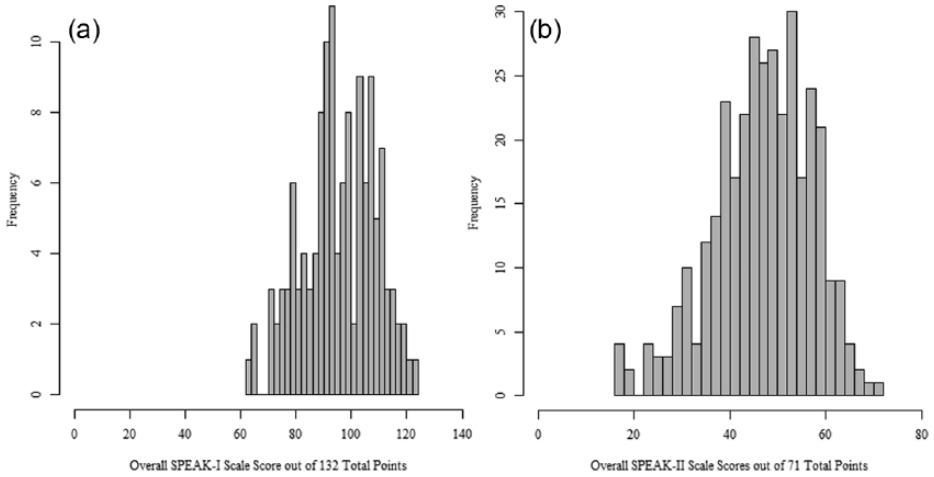 (a)
Frequency
10
8
6
4
2
0
0 20 40 60 80 100 120 140
Overall SPEAK-I Scale Score out of 132 Total Points
(b)
Frequency
30
25
20
15
10
5
0
0 20 40 60 80
Overall SPEAK-II Scale Scores out of 71 Total Points